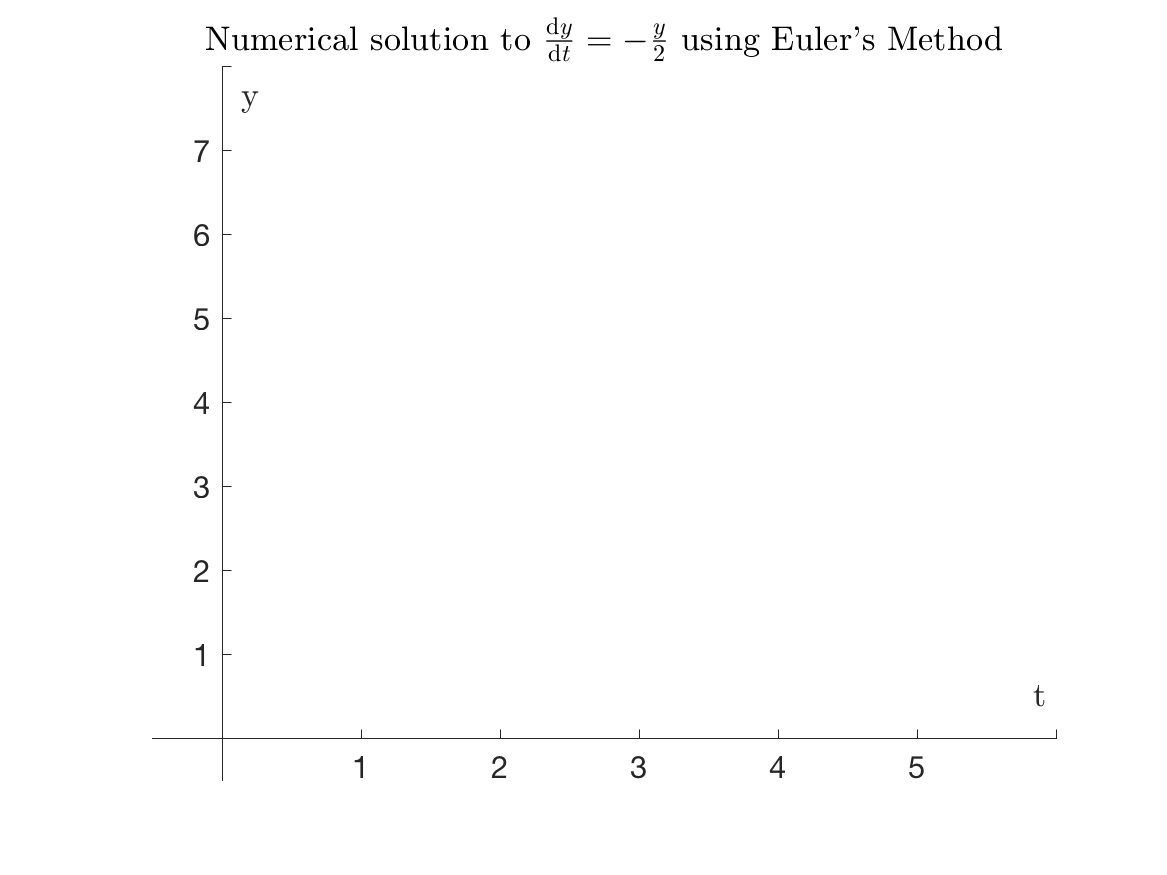 Numerical solution to dy/dt = −y/2 using Euler's Method
y
7
6
5
4
3
2
1
t
1 2 3 4 5